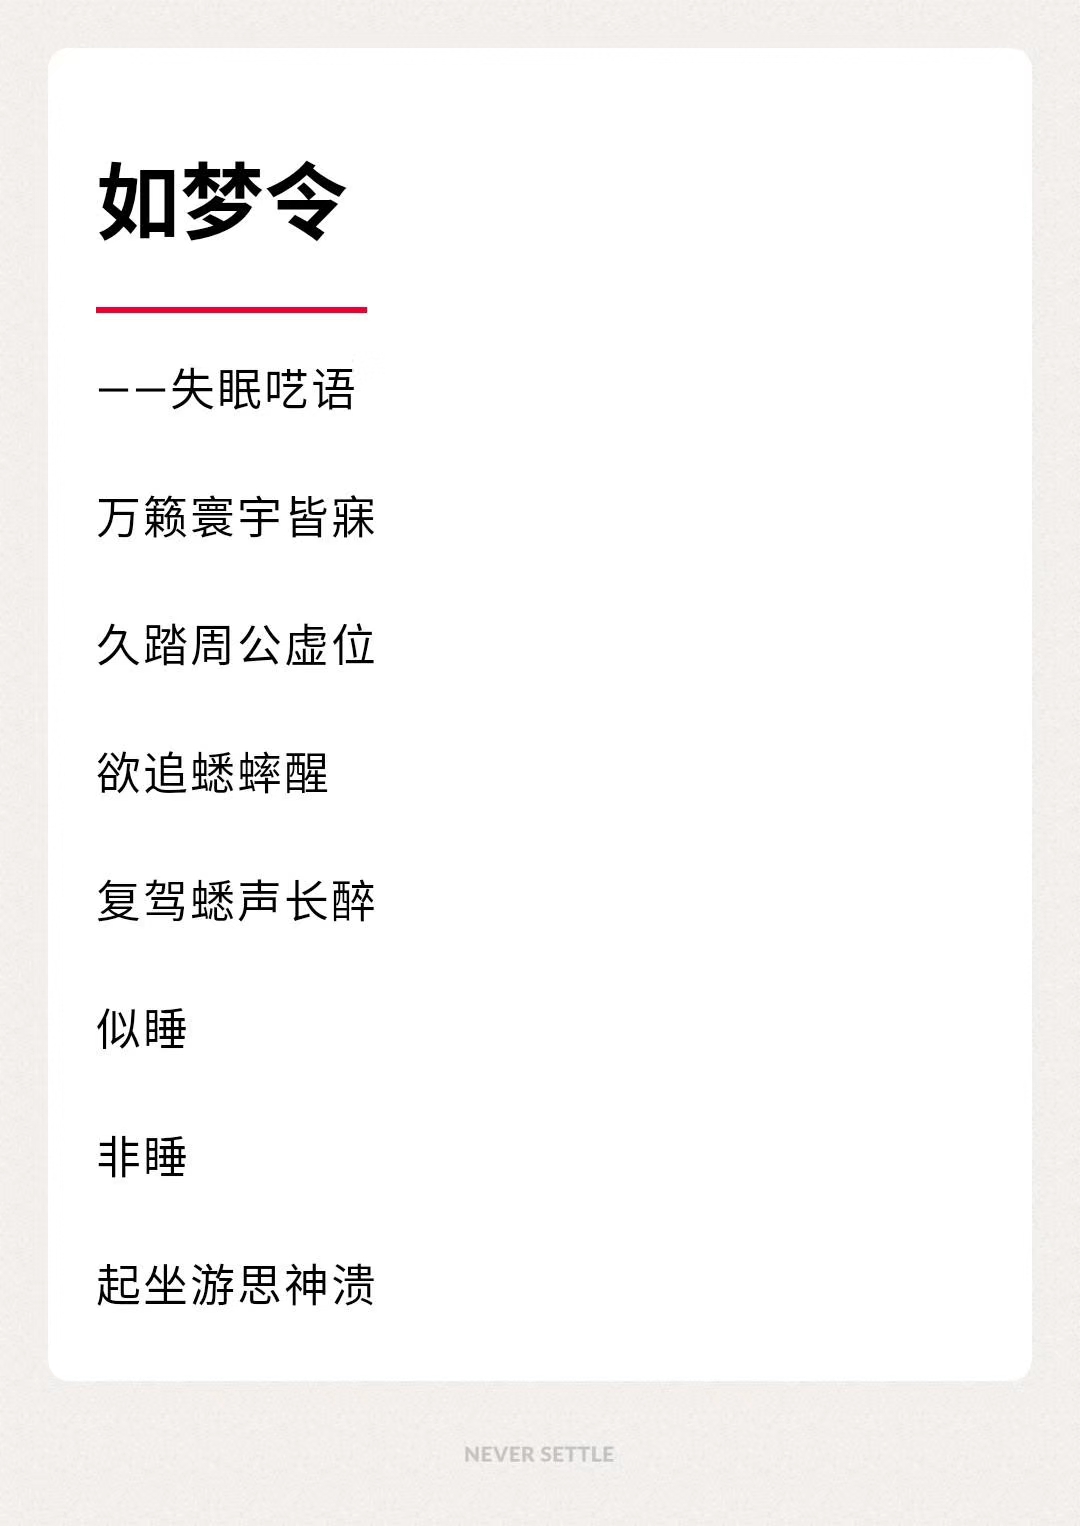 如梦令
——失眠呓语
万籁寰宇皆寐
久踏周公虚位
欲追蟋蟀醒
复驾蟋声长醉
似睡
非睡
起坐游思神溃
NEVER SETTLE